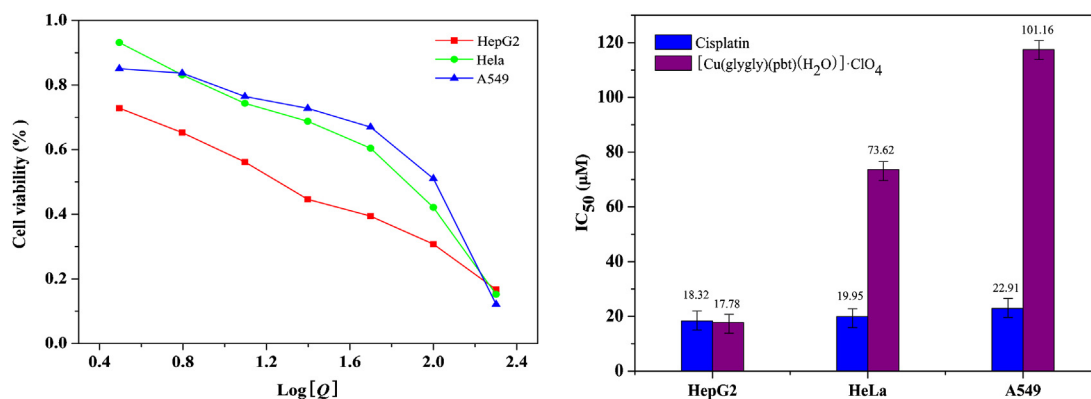 1.0
0.8
0.6
0.4
0.2
0.0
Cell viability (% )
HepG2
Hela
A549
0.4 0.8 1.2 1.6 2.0 2.4
Log[Q]
120
100
80
60
40
20
0
IC50 (μM)
Cisplatin
[Cu(glygly)(pbt)(H2O)]·ClO4
18.32
17.78
19.95
73.62
22.91
101.16
HepG2 HeLa A549